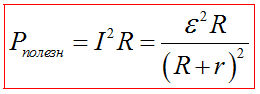 P_полезн = I²R = ε²R / (R + r)²